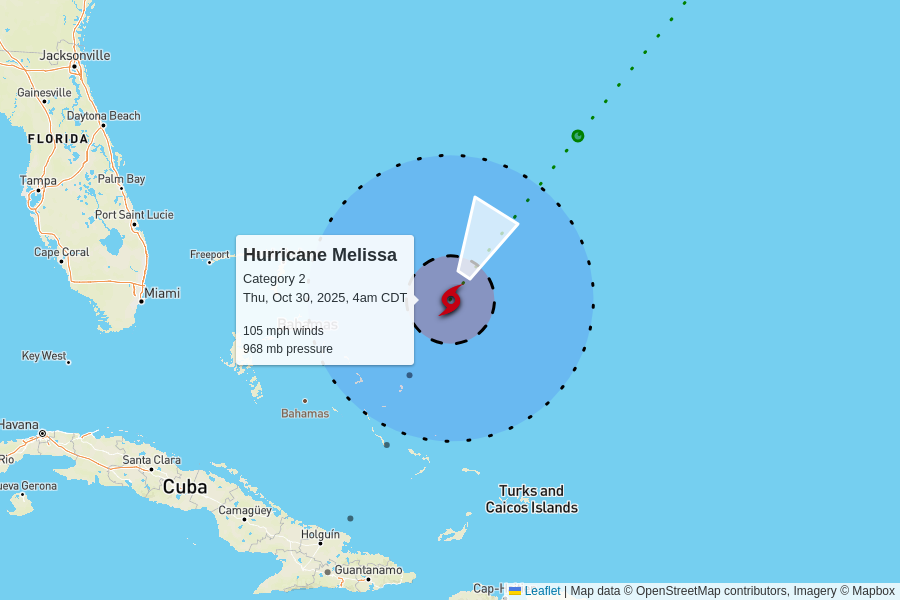 Jacksonville
Gainesville
Daytona Beach
FLORIDA
Tampa
Palm Bay
Port Saint Lucie
Cape Coral
Freeport
Miami
Key West
Hurricane Melissa
Category 2
Thu, Oct 30, 2025, 4am CDT
Bahamas
105 mph winds
968 mb pressure
Bahamas
Havana
Rio
Santa Clara
ueva Gerona
Cuba
Camagüey
Holguín
Guantanamo
Turks and
Caicos Islands
Cap-H
Leaflet | Map data © OpenStreetMap contributors, Imagery © Mapbox